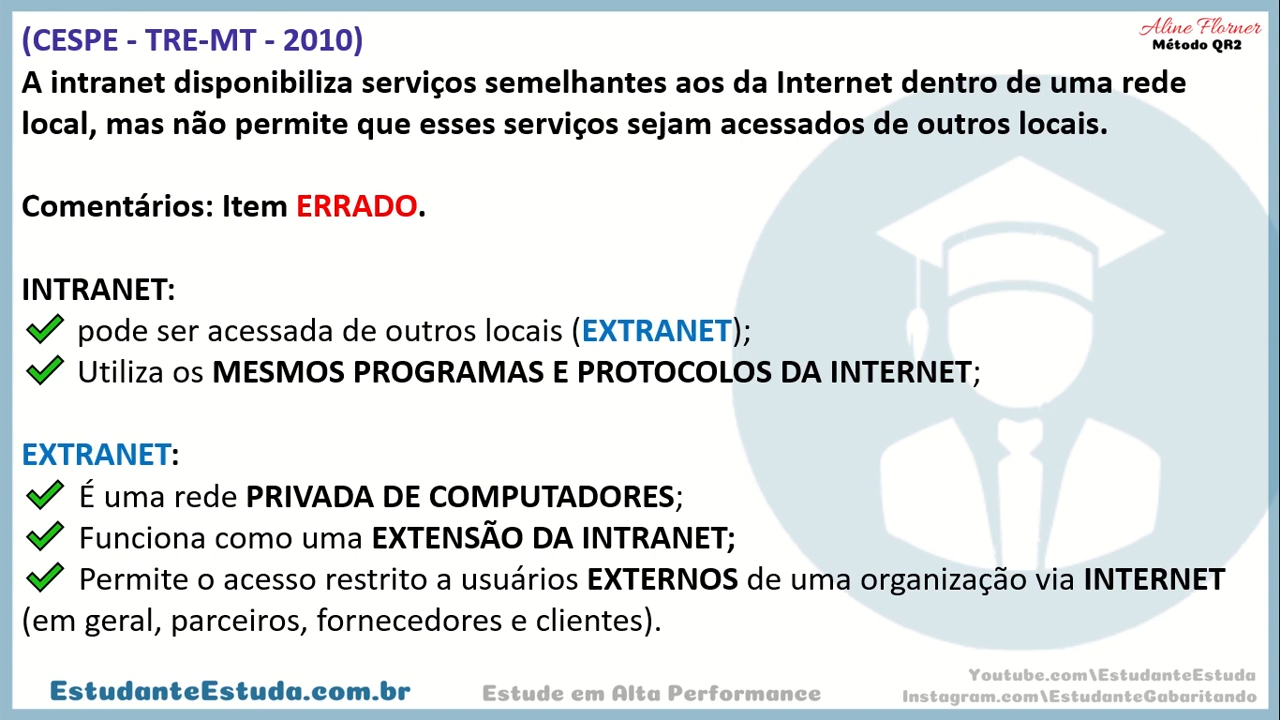 (CESPE - TRE-MT - 2010)
Aline Florner
Método QR2
A intranet disponibiliza serviços semelhantes aos da Internet dentro de uma rede
local, mas não permite que esses serviços sejam acessados de outros locais.
Comentários: Item ERRADO.
INTRANET:
pode ser acessada de outros locais (EXTRANET);
Utiliza os MESMOS PROGRAMAS E PROTOCOLOS DA INTERNET;
EXTRANET:
É uma rede PRIVADA DE COMPUTADORES;
Funciona como uma EXTENSÃO DA INTRANET;
Permite o acesso restrito a usuários EXTERNOS de uma organização via INTERNET
(em geral, parceiros, fornecedores e clientes).
EstudanteEstuda.com.br
Estude em Alta Performance
Youtube.com\EstudanteEstuda
Instagram.com\EstudanteGabaritando